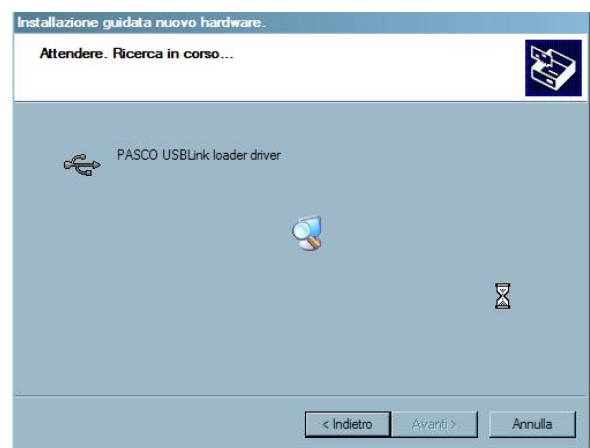 Installazione guidata nuovo hardware.
Attendere. Ricerca in corso...
PASCO USBLink loader driver
< Indietro
Avanti >
Annulla